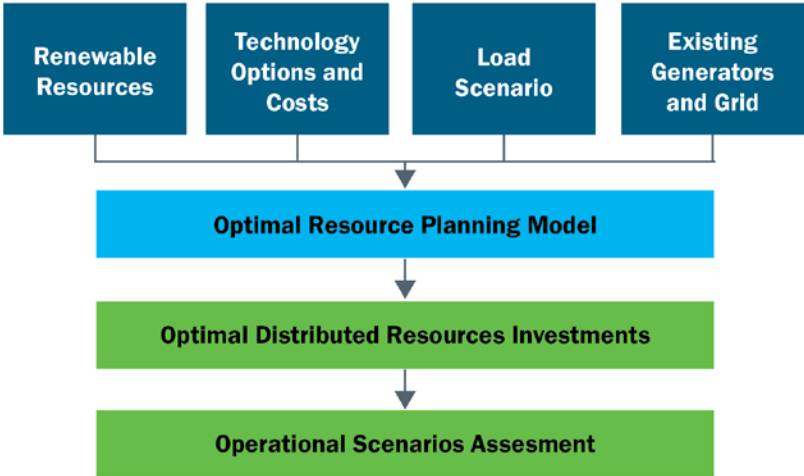 Renewable
Resources
Technology
Options and
Costs
Load
Scenario
Existing
Generators
and Grid
Optimal Resource Planning Model
Optimal Distributed Resources Investments
Operational Scenarios Assesment